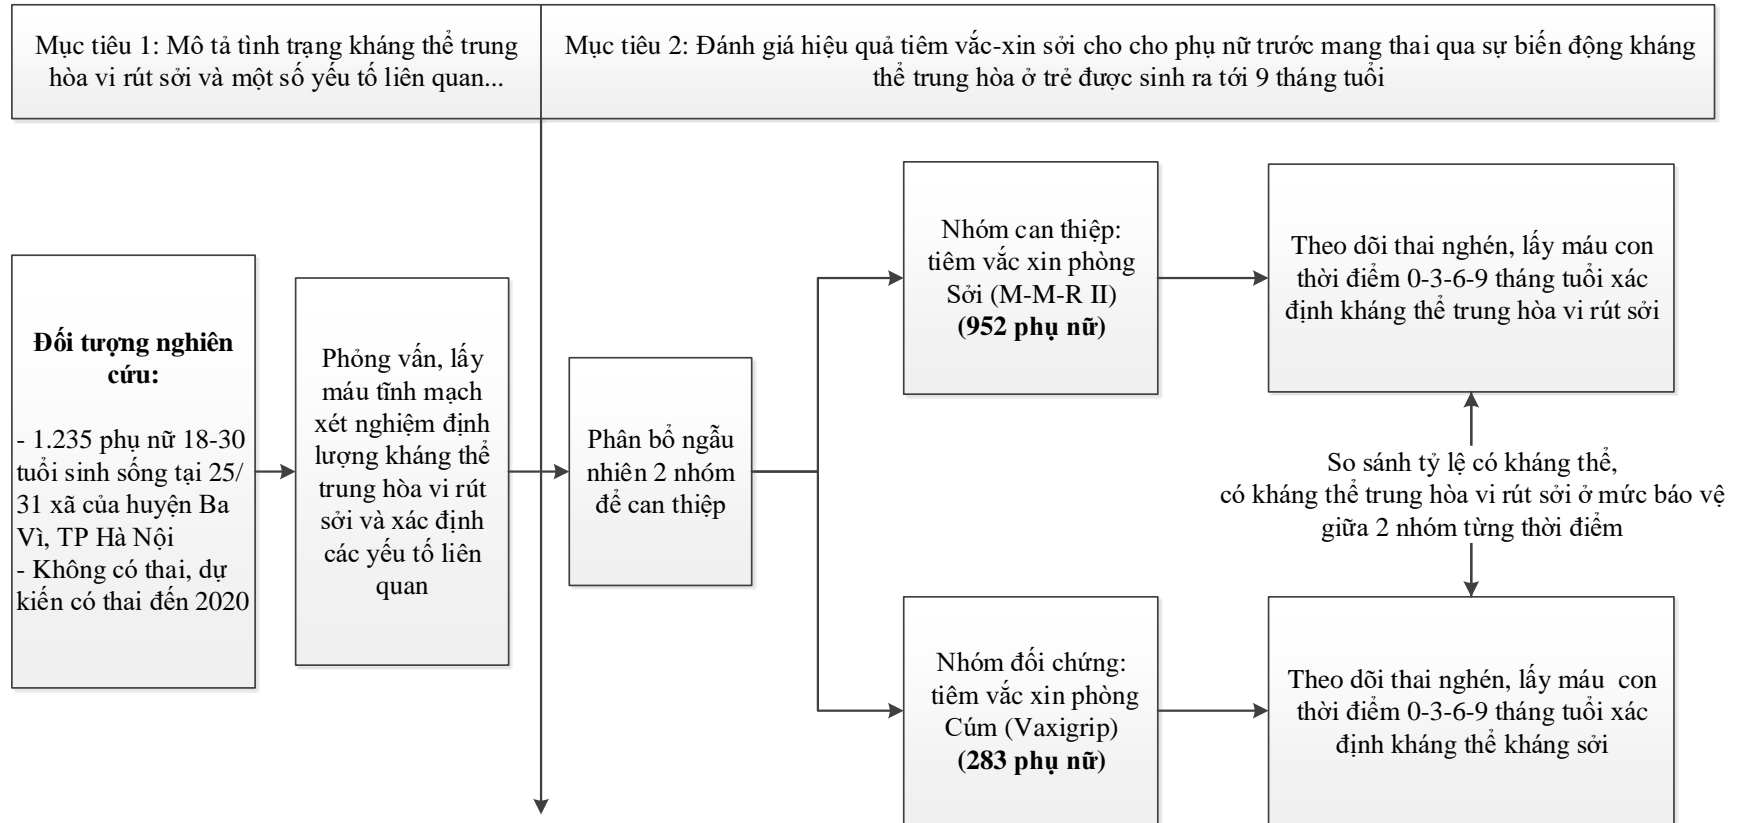 Mục tiêu 1: Mô tả tình trạng kháng thể trung
hòa vi rút sởi và một số yếu tố liên quan...
Mục tiêu 2: Đánh giá hiệu quả tiêm vắc-xin sởi cho cho phụ nữ trước mang thai qua sự biến động kháng
thể trung hòa ở trẻ được sinh ra tới 9 tháng tuổi
Đối tượng nghiên
cứu:
- 1.235 phụ nữ 18-30
tuổi sinh sống tại 25/
31 xã của huyện Ba
Vì, TP Hà Nội
- Không có thai, dự
kiến có thai đến 2020
Phỏng vấn, lấy
máu tĩnh mạch
xét nghiệm định
lượng kháng thể
trung hòa vi rút
sởi và xác định
các yếu tố liên
quan
Phân bổ ngẫu
nhiên 2 nhóm
để can thiệp
Nhóm can thiệp:
tiêm vắc xin phòng
Sởi (M-M-R II)
(952 phụ nữ)
Theo dõi thai nghén, lấy máu con
thời điểm 0-3-6-9 tháng tuổi xác
định kháng thể trung hòa vi rút sởi
So sánh tỷ lệ có kháng thể,
có kháng thể trung hòa vi rút sởi ở mức báo vệ
giữa 2 nhóm từng thời điểm
Nhóm đối chứng:
tiêm vắc xin phòng
Cúm (Vaxigrip)
(283 phụ nữ)
Theo dõi thai nghén, lấy máu con
thời điểm 0-3-6-9 tháng tuổi xác
định kháng thể kháng sởi